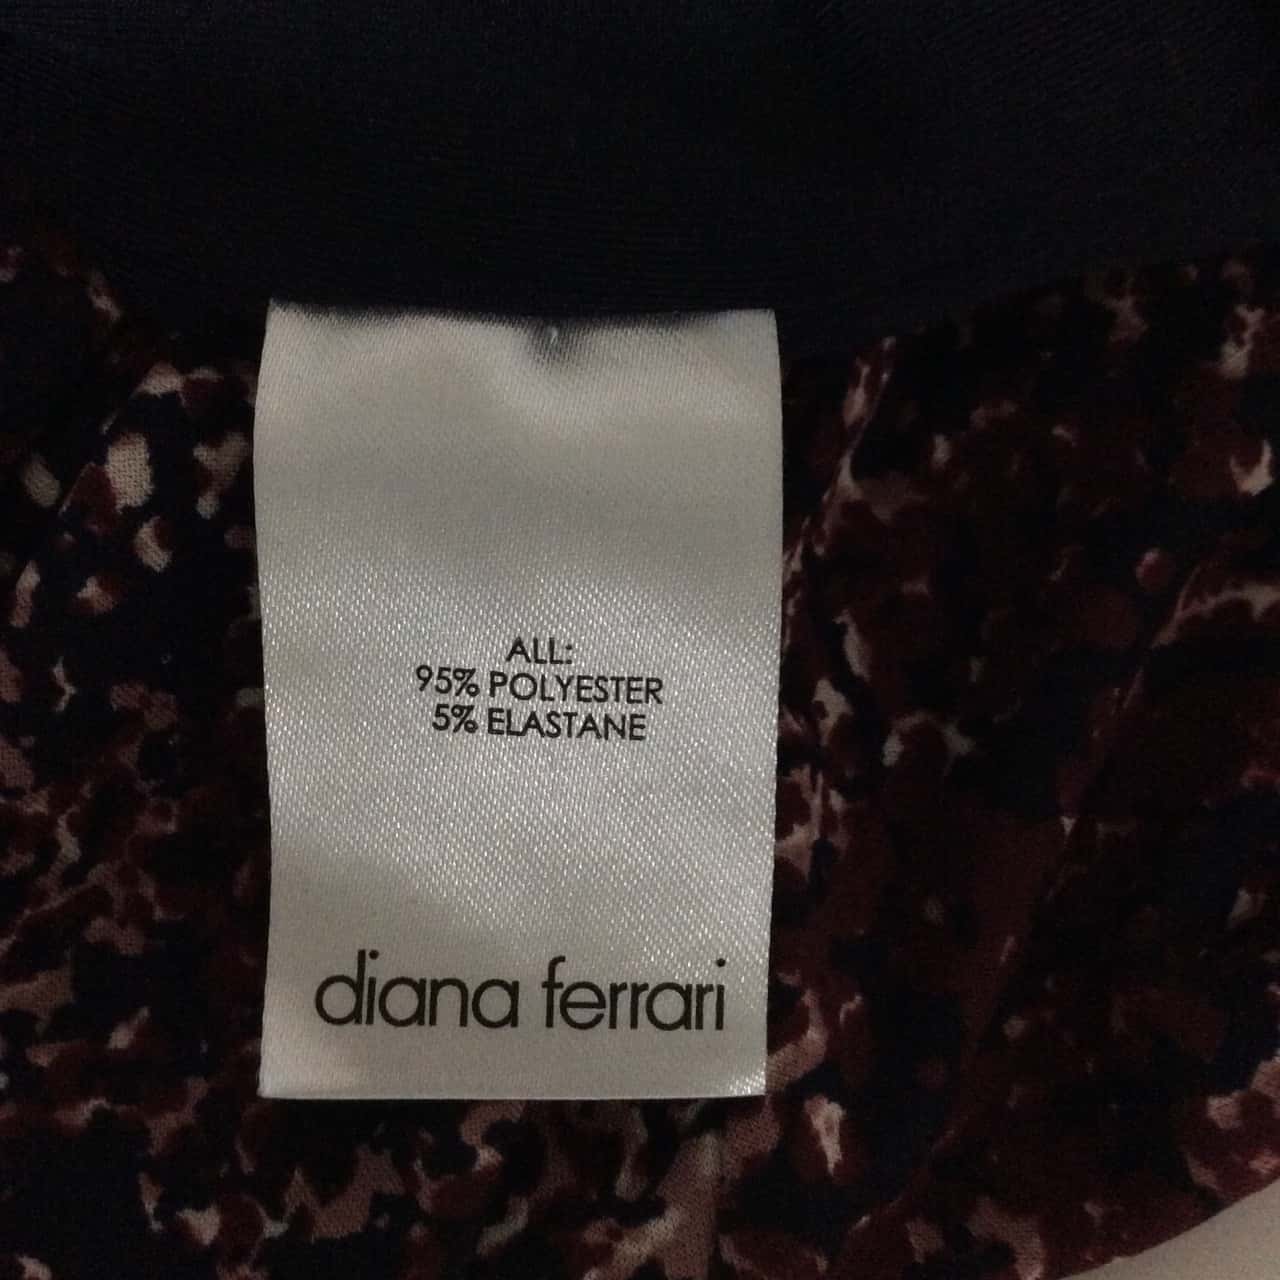 ALL:
95% POLYESTER
5% ELASTANE
diana ferrari